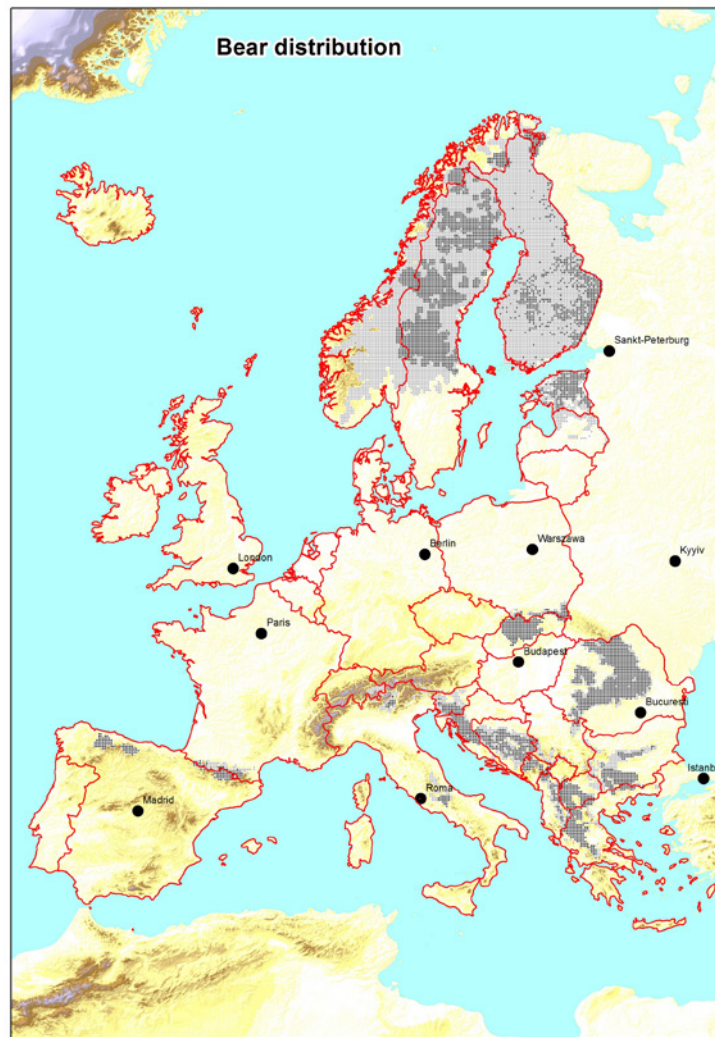 Bear distribution
Sankt-Peterburg
Berlin
Warszawa
London
Kyyiv
Paris
Budapest
Bucuresti
Istanb
Roma
Madrid